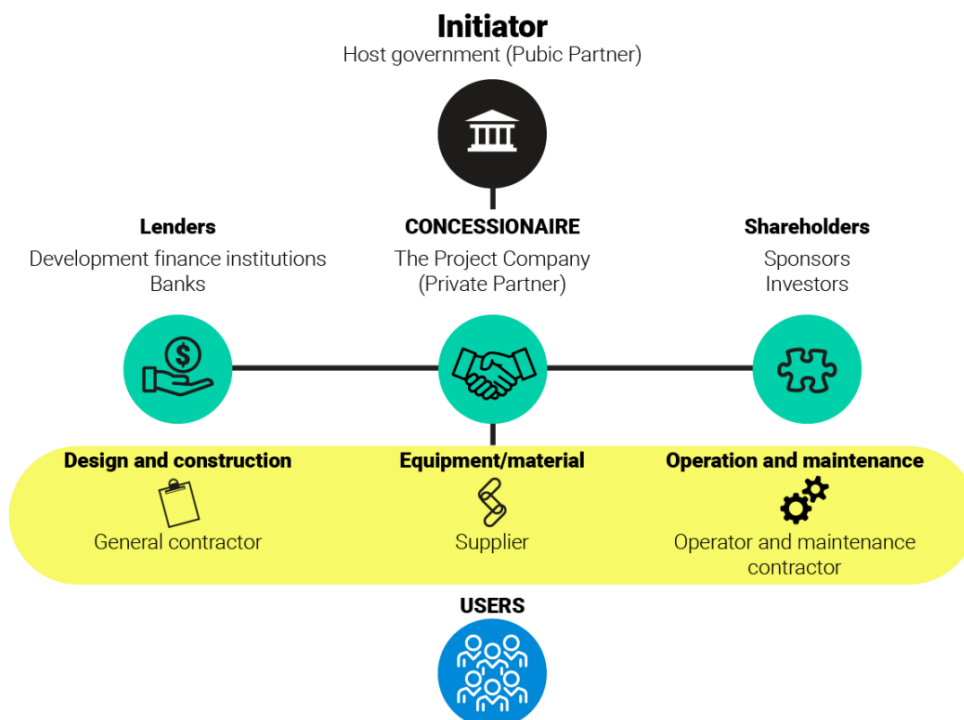 Initiator
Host government (Pubic Partner)
Lenders
Development finance institutions
Banks
CONCESSIONAIRE
The Project Company
(Private Partner)
Shareholders
Sponsors
Investors
$
Design and construction
General contractor
Equipment/material
Supplier
Operation and maintenance
Operator and maintenance
contractor
USERS